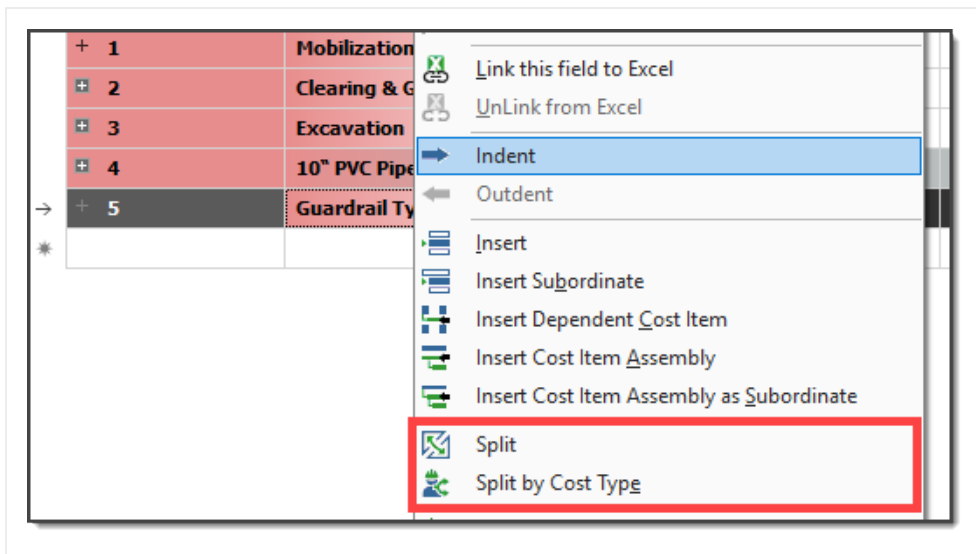 + 1 Mobilization
2 Clearing & G
3 Excavation
4 10" PVC Pipe
+ 5 Guardrail Ty
Link this field to Excel
UnLink from Excel
Indent
Outdent
Insert
Insert Subordinate
Insert Dependent Cost Item
Insert Cost Item Assembly
Insert Cost Item Assembly as Subordinate
Split
Split by Cost Type